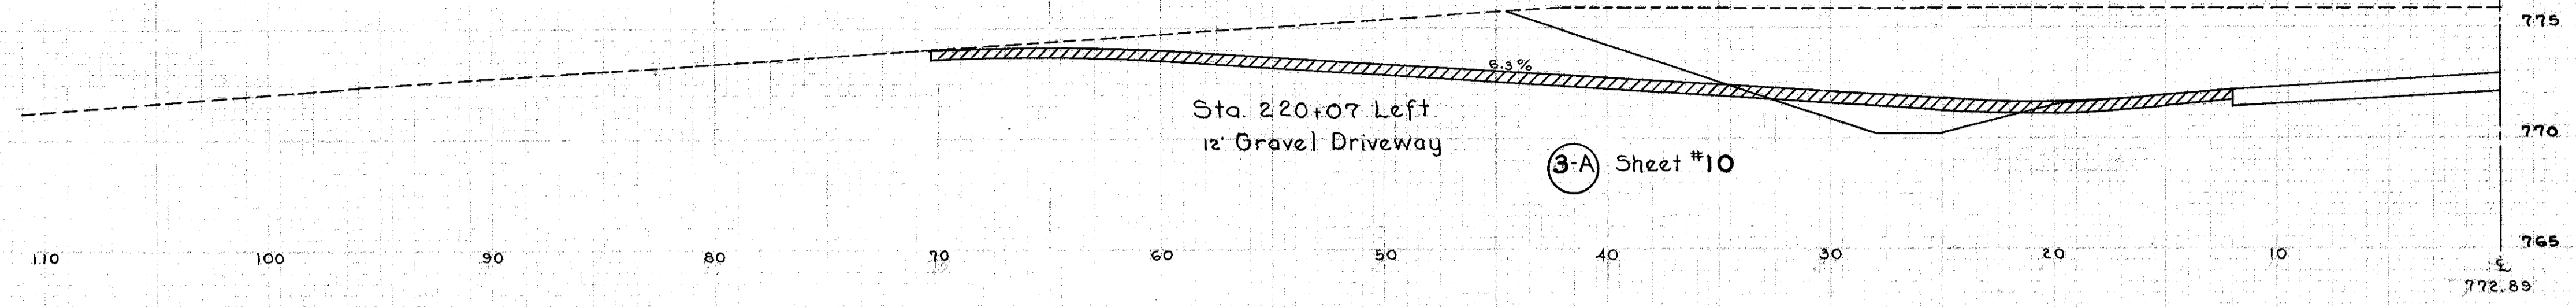 775
6.3%
Sta. 220+07 Left
12' Gravel Driveway
770
3-A Sheet #10
765
110 100 90 80 70 60 50 40 30 20 10 ℄
772.89